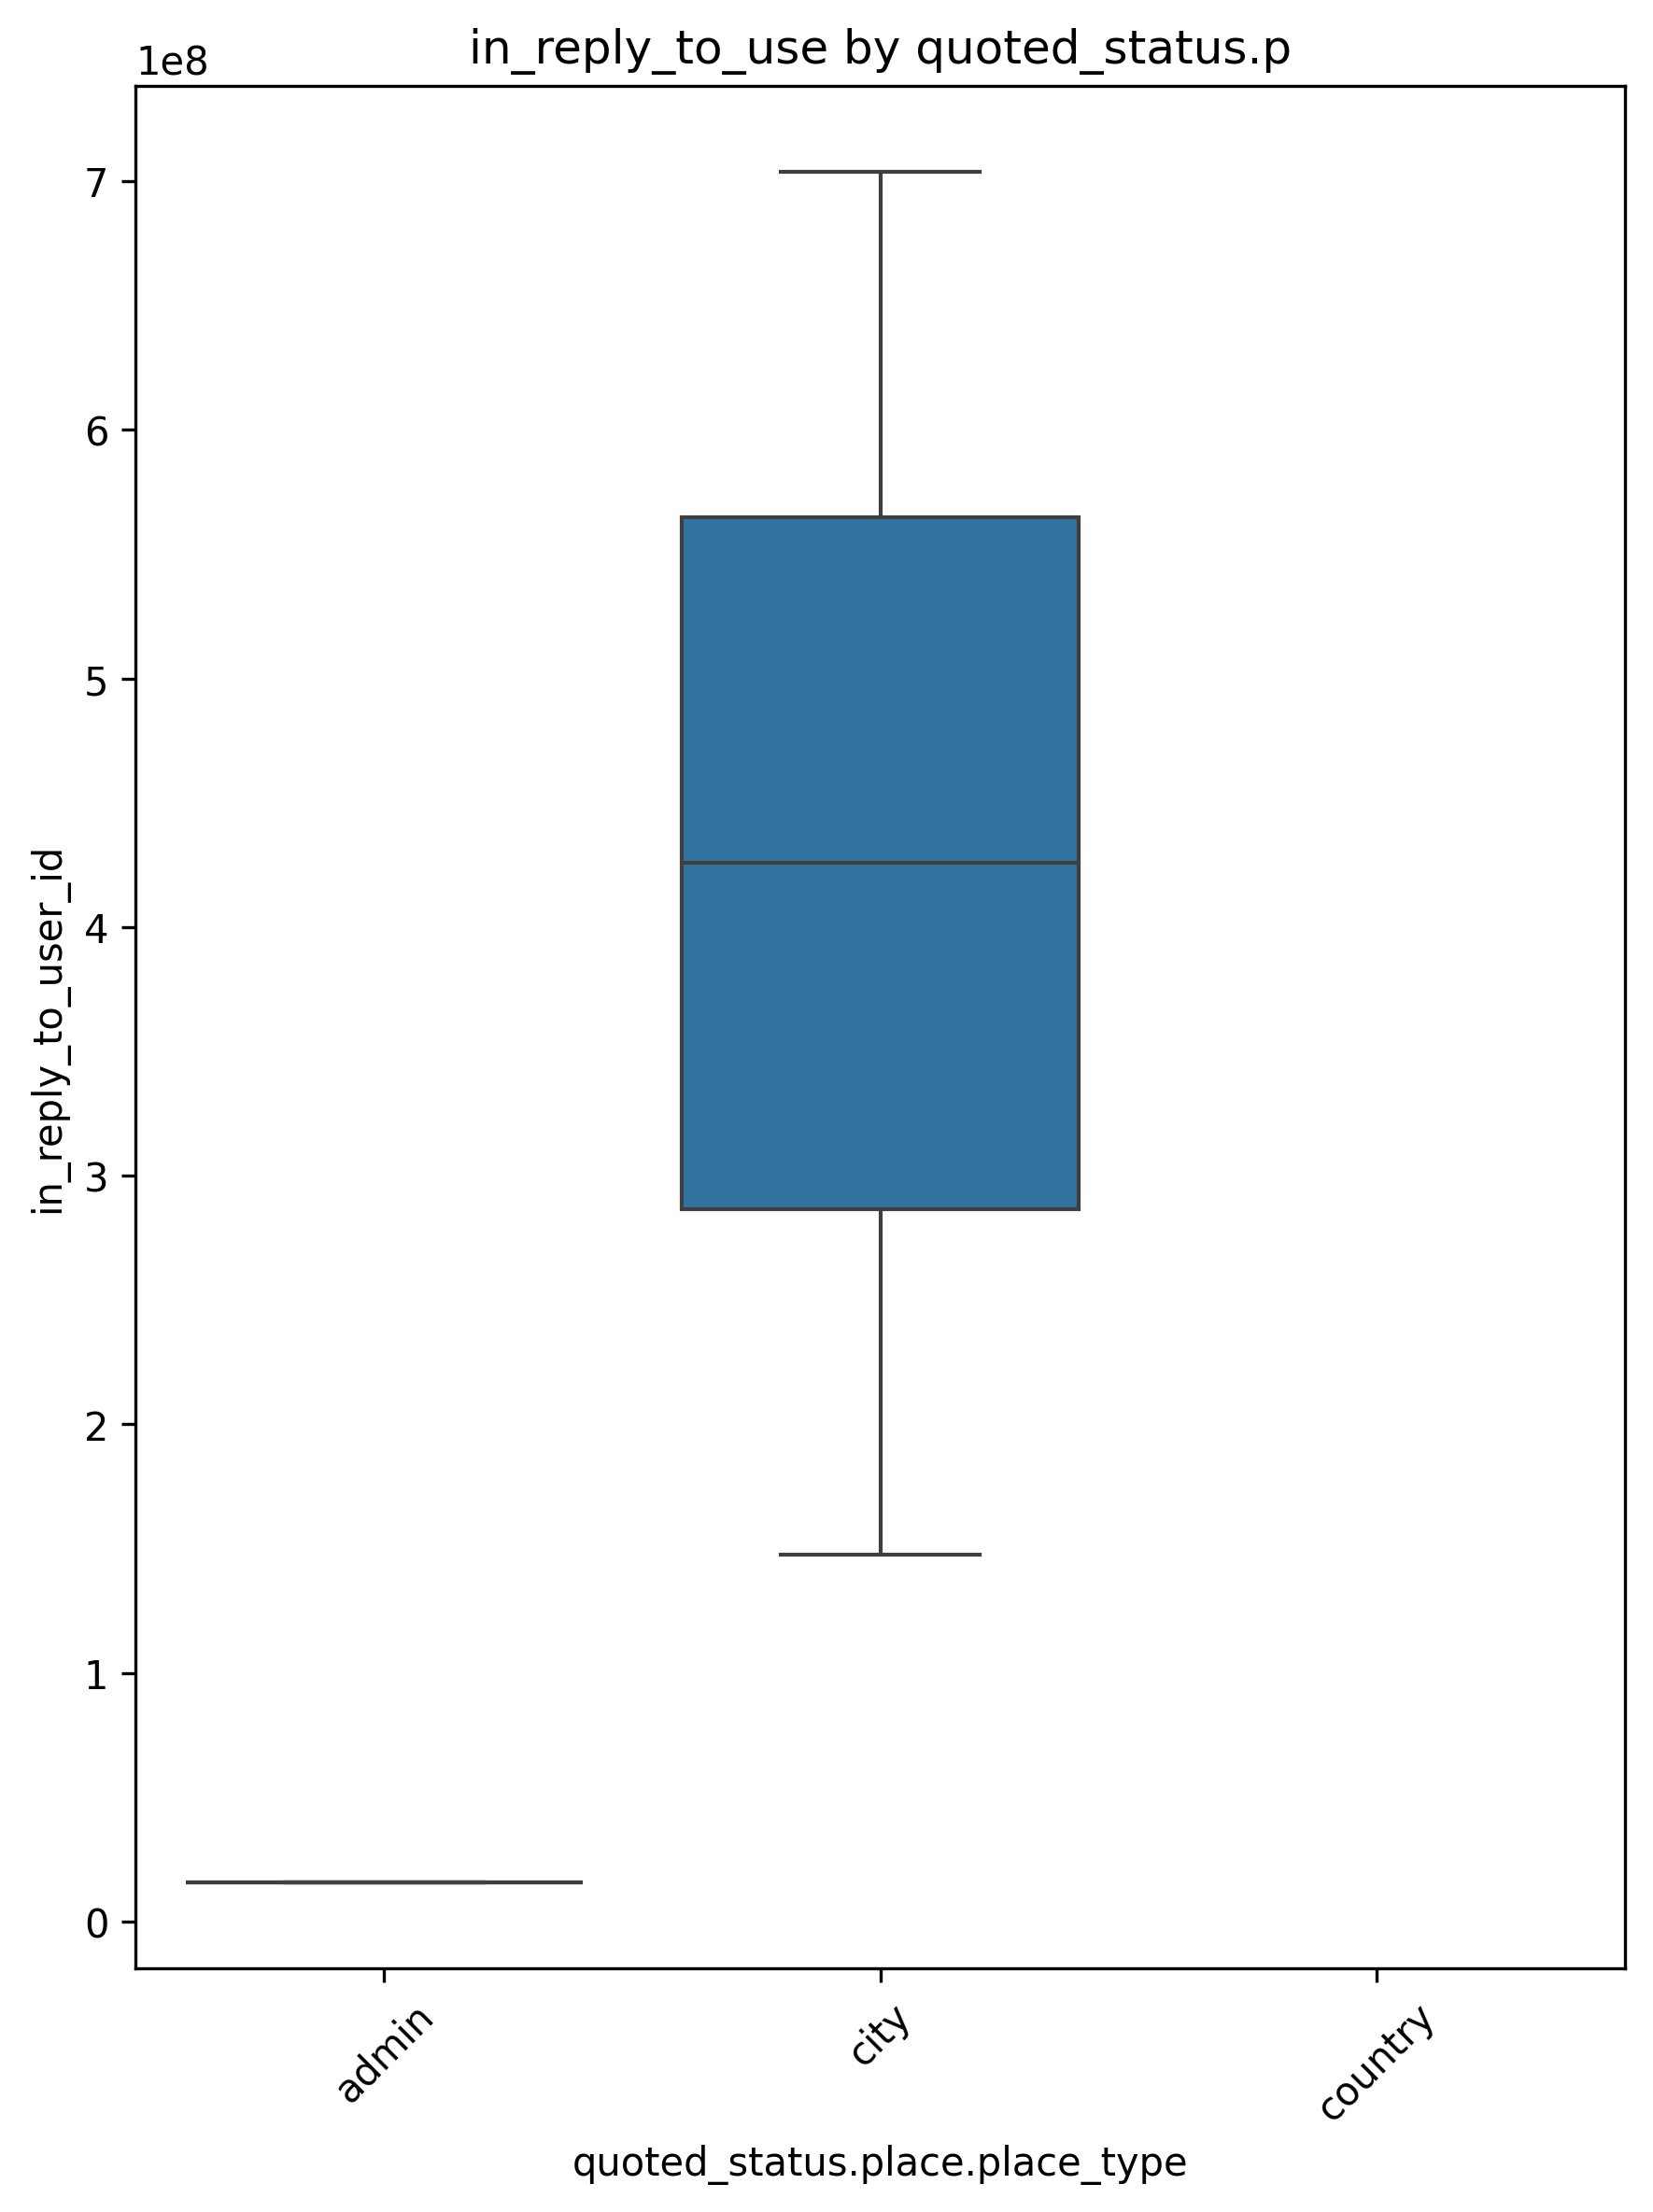 in_reply_to_use by quoted_status.p
1e8
7
6
5
4
3
2
1
0
in_reply_to_user_id
admin
city
country
quoted_status.place.place_type